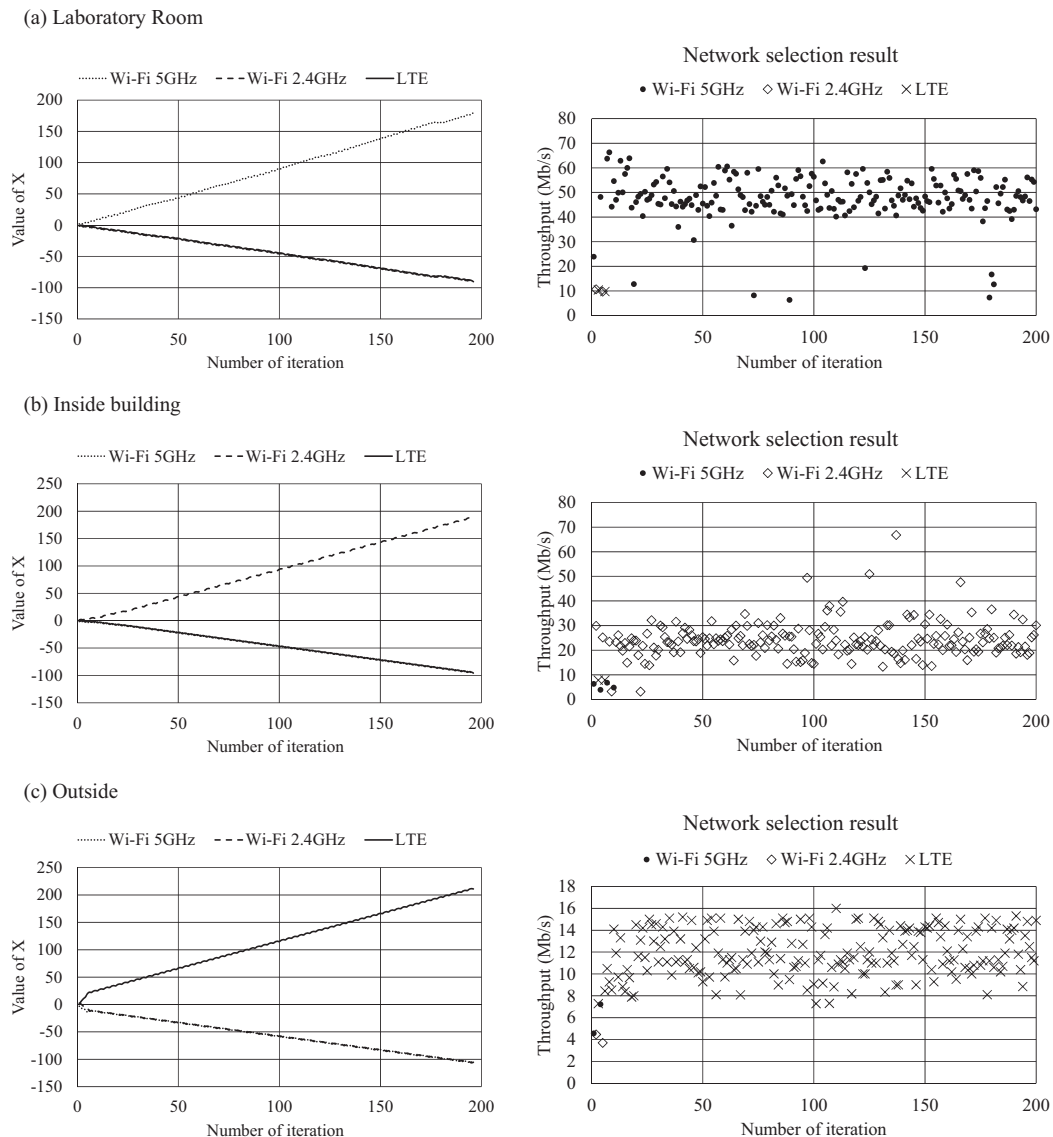 (a) Laboratory Room
Wi-Fi 5GHz Wi-Fi 2.4GHz LTE
200
150
100
50
0
-50
-100
-150
0 50 100 150 200
Value of X
Number of iteration
Network selection result
Wi-Fi 5GHz Wi-Fi 2.4GHz LTE
80
70
60
50
40
30
20
10
0
0 50 100 150 200
Throughput (Mb/s)
Number of iteration
(b) Inside building
Wi-Fi 5GHz Wi-Fi 2.4GHz LTE
250
200
150
100
50
0
-50
-100
-150
0 50 100 150 200
Value of X
Number of iteration
Network selection result
Wi-Fi 5GHz Wi-Fi 2.4GHz LTE
80
70
60
50
40
30
20
10
0
0 50 100 150 200
Throughput (Mb/s)
Number of iteration
(c) Outside
Wi-Fi 5GHz Wi-Fi 2.4GHz LTE
250
200
150
100
50
0
-50
-100
-150
0 50 100 150 200
Value of X
Number of iteration
Network selection result
Wi-Fi 5GHz Wi-Fi 2.4GHz LTE
18
16
14
12
10
8
6
4
2
0
0 50 100 150 200
Throughput (Mb/s)
Number of iteration